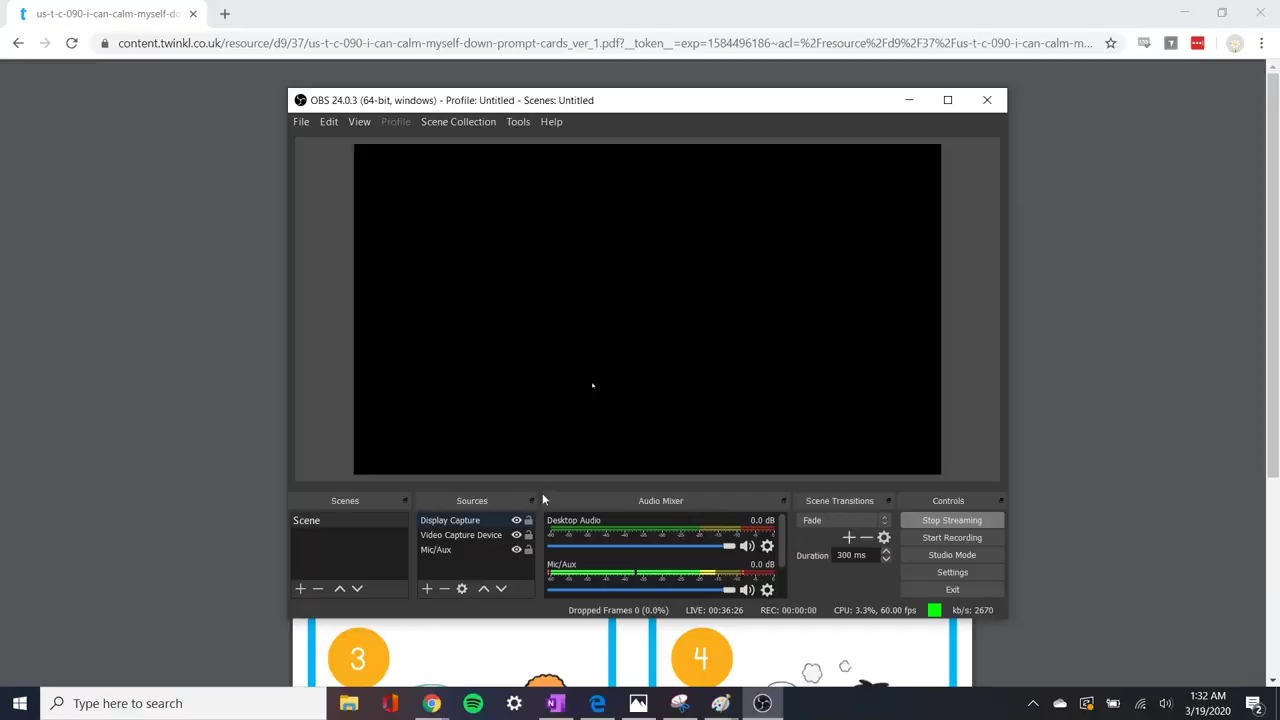 us-t-c-090-i-can-calm-myself-do
content.twinkl.co.uk/resource/d9/37/us-t-c-090-i-can-calm-myself-down-prompt-cards_ver_1.pdf?__token__=exp=1584496186~acl=%2Fresource%2Fd9%2F37%2Fus-t-c-090-i-can-calm-m...
OBS 24.0.3 (64-bit, windows) - Profile: Untitled - Scenes: Untitled
File Edit View Profile Scene Collection Tools Help
Scenes Sources Audio Mixer Scene Transitions Controls
Scene
Display Capture
Video Capture Device
Mic/Aux
Desktop Audio 0.0 dB
Mic/Aux 0.0 dB
Fade
Duration 300 ms
Stop Streaming
Start Recording
Studio Mode
Settings
Exit
Dropped Frames 0 (0.0%) LIVE: 00:36:26 REC: 00:00:00 CPU: 3.3%, 60.00 fps kb/s: 2670
3 4
Type here to search
1:32 AM
3/19/2020
2